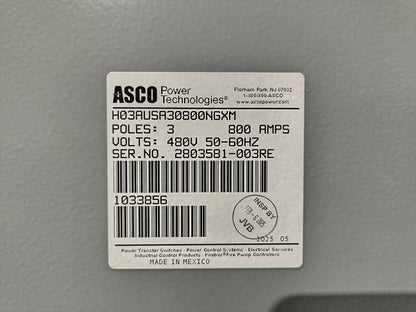 ASCO Power Technologies®
Florham Park, NJ 07932
1-800-800-ASCO
www.ascopower.com
H03AUSA30800NGXM
POLES: 3 800 AMPS
VOLTS: 480V 50-60HZ
SER.NO. 2803581-003RE
1033856
INSP BY
JVB
2025 05
Power Transfer Switches · Power Control Systems · Electrical Services
Industrial Control Products · Firetrol® Fire Pump Controllers
MADE IN MEXICO